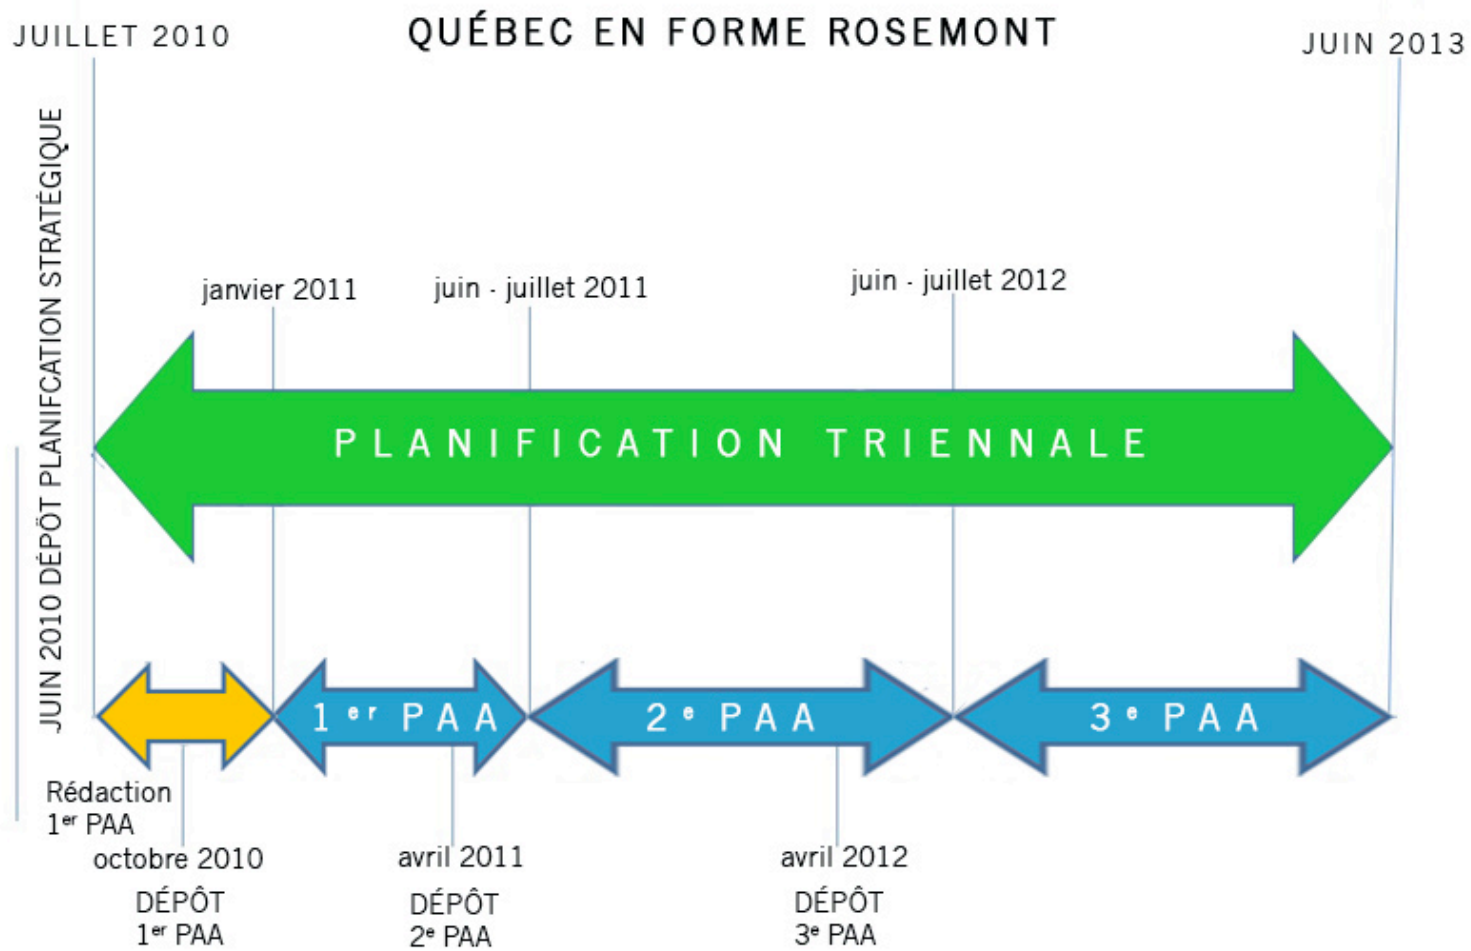 JUILLET 2010
QUÉBEC EN FORME ROSEMONT
JUIN 2013
JUIN 2010 DÉPÖT PLANIFCATION STRATÉGIQUE
janvier 2011
juin - juillet 2011
juin - juillet 2012
PLANIFICATION TRIENNALE
1er PAA
2e PAA
3e PAA
Rédaction
1er PAA
octobre 2010
DÉPÔT
1er PAA
avril 2011
DÉPÔT
2e PAA
avril 2012
DÉPÔT
3e PAA